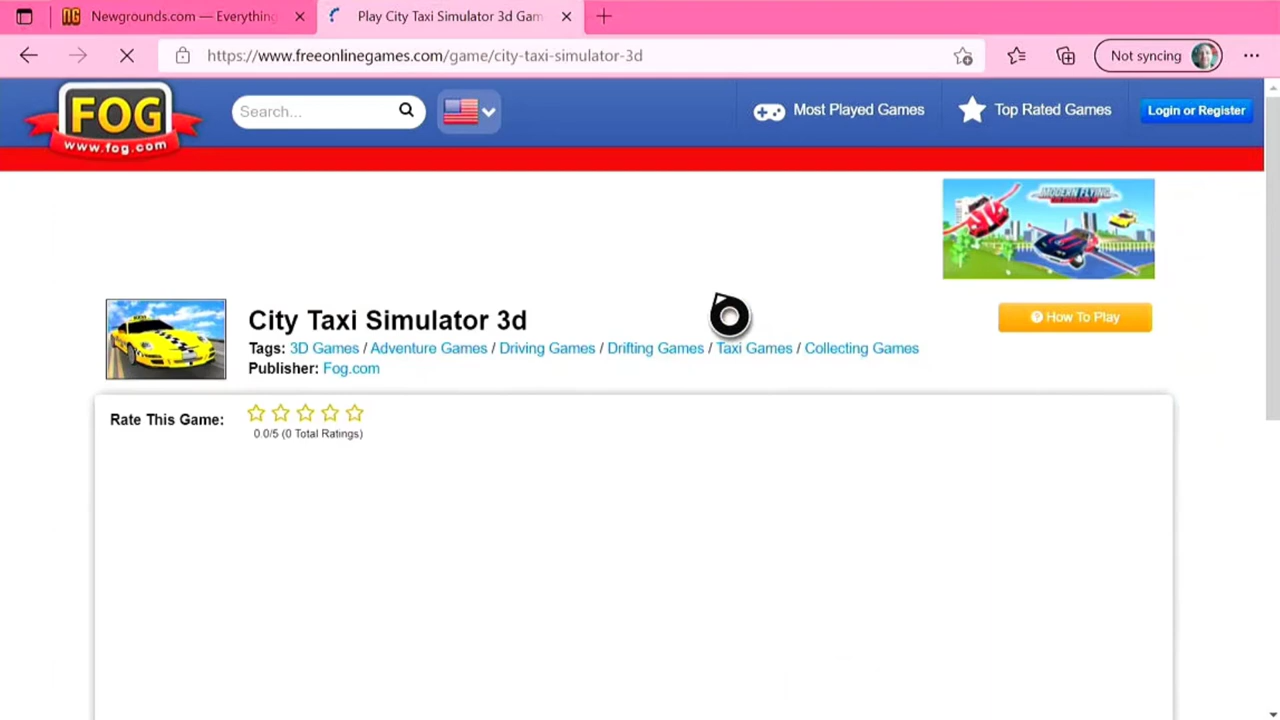 Newgrounds.com — Everything
Play City Taxi Simulator 3d Gam
https://www.freeonlinegames.com/game/city-taxi-simulator-3d
Not syncing
FOG
www.fog.com
Search...
Most Played Games
Top Rated Games
Login or Register
MODERN FLYING
City Taxi Simulator 3d
How To Play
Tags: 3D Games / Adventure Games / Driving Games / Drifting Games / Taxi Games / Collecting Games
Publisher: Fog.com
Rate This Game:
0.0/5 (0 Total Ratings)